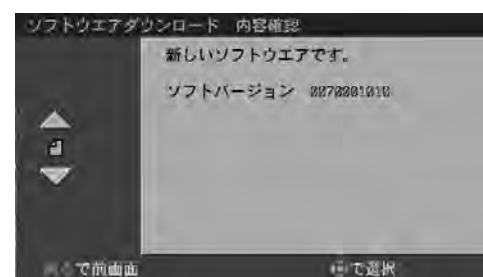 ソフトウエアダウンロード 内容確認
新しいソフトウエアです。
ソフトバージョン 0070001010
で前画面
で選択